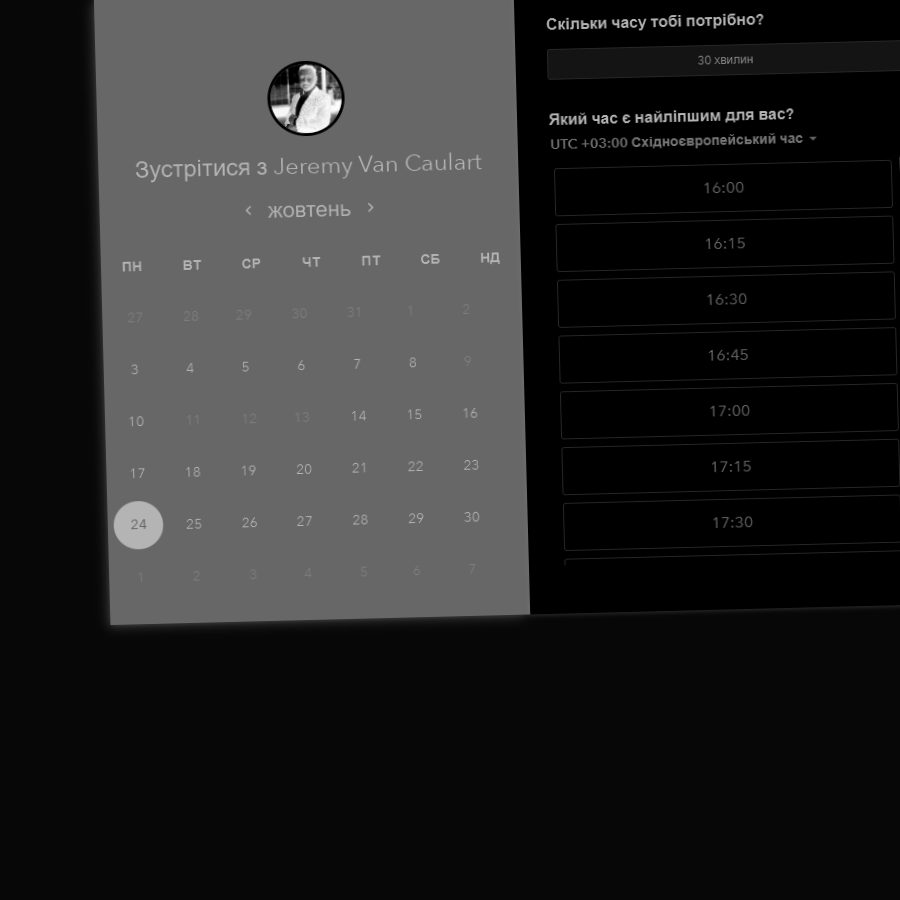 Зустрітися з Jeremy Van Caulart
жовтень
ПН ВТ СР ЧТ ПТ СБ НД
27 28 29 30 31 1 2
3 4 5 6 7 8 9
10 11 12 13 14 15 16
17 18 19 20 21 22 23
24 25 26 27 28 29 30
1 2 3 4 5 6 7
Скільки часу тобі потрібно?
30 хвилин
Який час є найліпшим для вас?
UTC +03:00 Східноєвропейський час
16:00
16:15
16:30
16:45
17:00
17:15
17:30